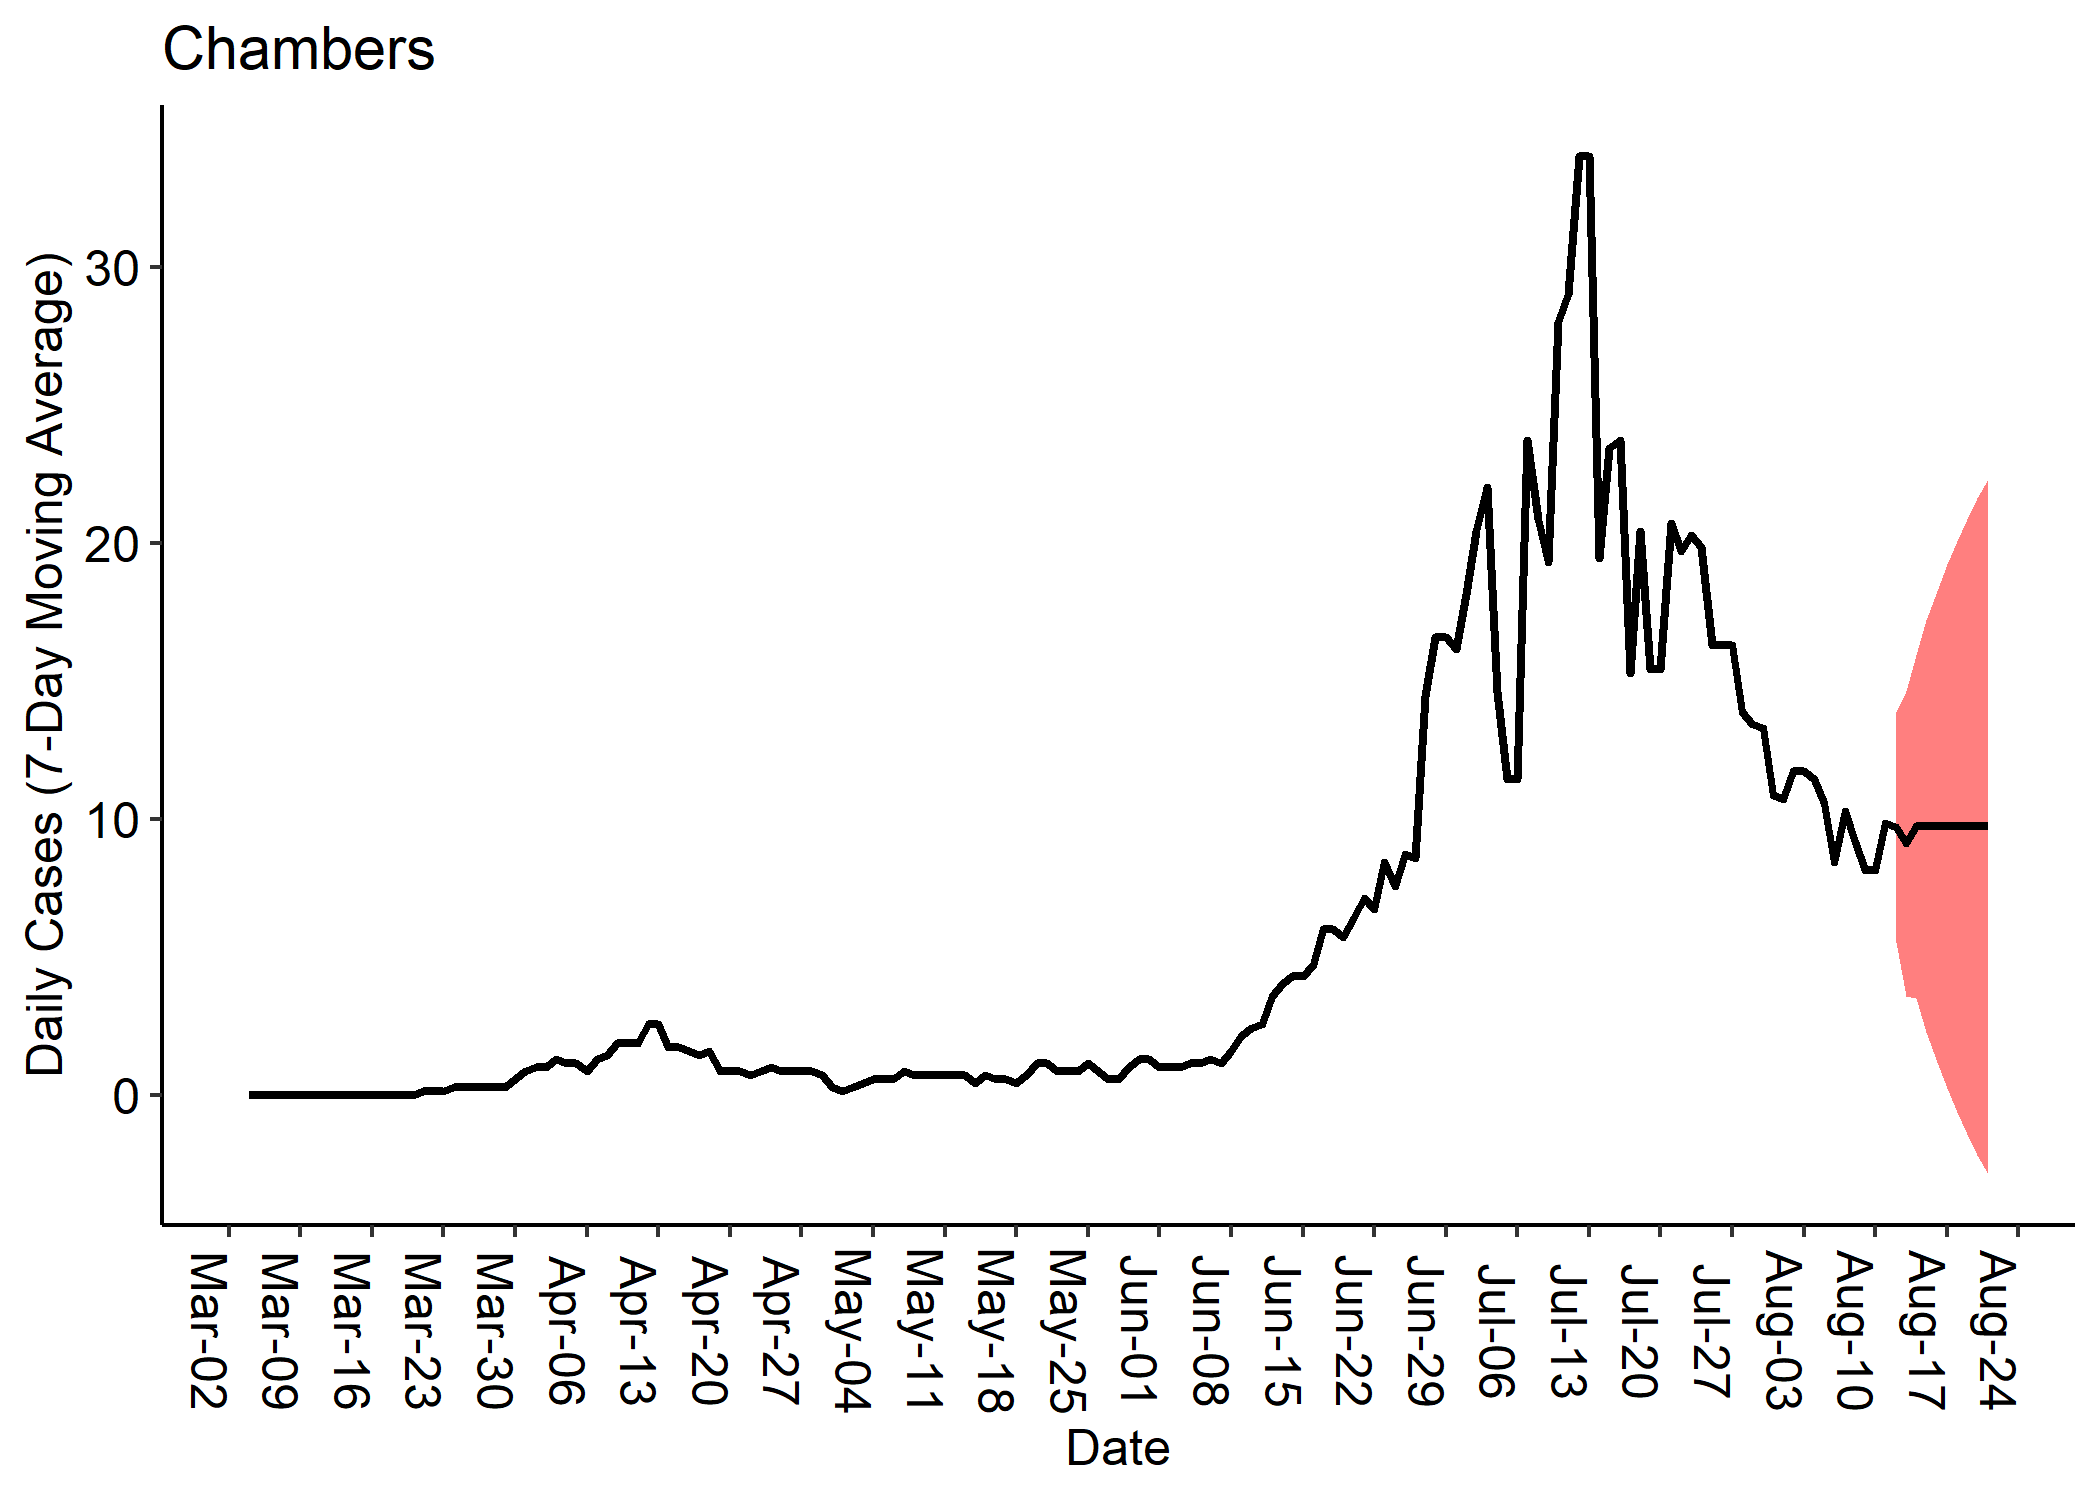 Chambers
Daily Cases (7-Day Moving Average)
30
20
10
0
Mar-02
Mar-09
Mar-16
Mar-23
Mar-30
Apr-06
Apr-13
Apr-20
Apr-27
May-04
May-11
May-18
May-25
Jun-01
Jun-08
Jun-15
Jun-22
Jun-29
Jul-06
Jul-13
Jul-20
Jul-27
Aug-03
Aug-10
Aug-17
Aug-24
Date